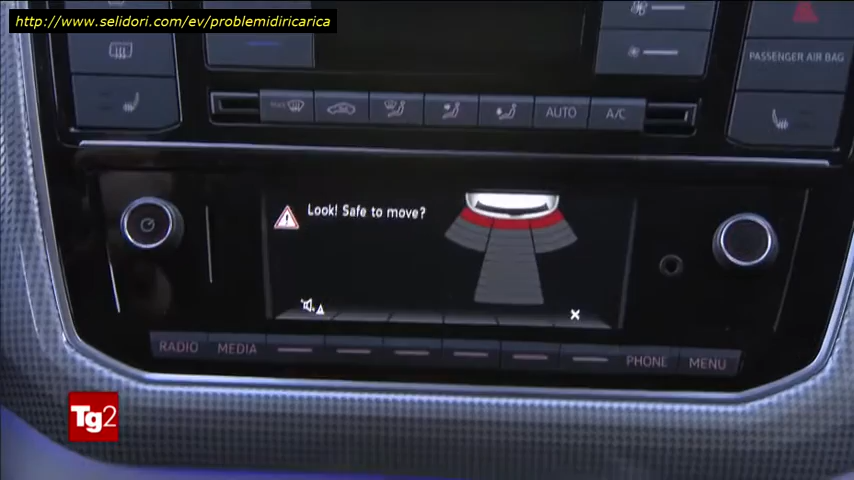 http://www.selidori.com/ev/problemidiricarica
PASSENGER AIR BAG
AUTO
A/C
Look! Safe to move?
RADIO
MEDIA
PHONE
MENU
Tg2